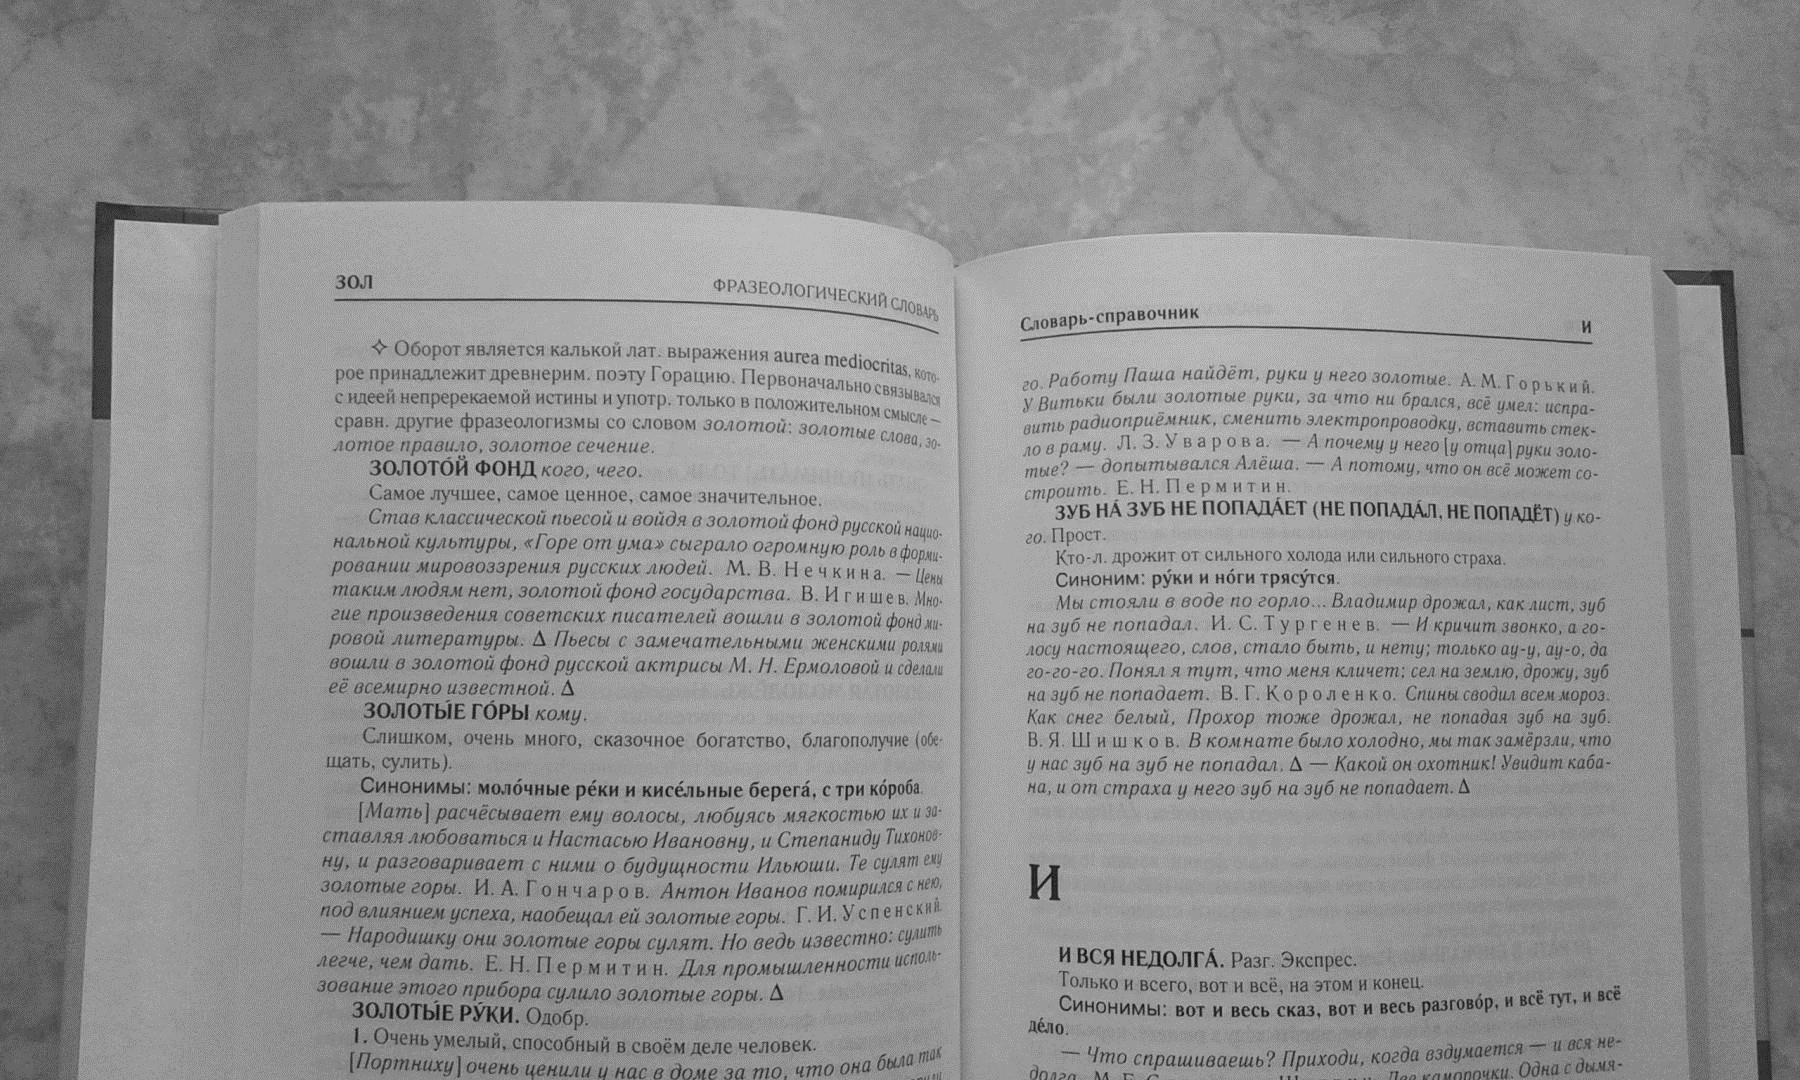 ЗОЛ
ФРАЗЕОЛОГИЧЕСКИЙ СЛОВАРЬ
✧ Оборот является калькой лат. выражения aurea mediocritas, кото-
рое принадлежит древнерим. поэту Горацию. Первоначально связывался
с идеей непререкаемой истины и употр. только в положительном смысле –
сравн. другие фразеологизмы со словом золотой: золотые слова, зо-
лотое правило, золотое сечение.
ЗОЛОТО́Й ФОНД кого, чего.
Самое лучшее, самое ценное, самое значительное.
Став классической пьесой и войдя в золотой фонд русской нацио-
нальной культуры, «Горе от ума» сыграло огромную роль в форми-
ровании мировоззрения русских людей. М. В. Нечкина. — Цены
таким людям нет, золотой фонд государства. В. Игишев. Мно-
гие произведения советских писателей вошли в золотой фонд ми-
ровой литературы. Δ Пьесы с замечательными женскими ролями
вошли в золотой фонд русской актрисы М. Н. Ермоловой и сделали
её всемирно известной. Δ
ЗОЛОТЫ́Е ГО́РЫ кому.
Слишком, очень много, сказочное богатство, благополучие (обе-
щать, сулить).
Синонимы: моло́чные ре́ки и кисе́льные берега́, с три ко́роба.
[Мать] расчёсывает ему волосы, любуясь мягкостью их и за-
ставляя любоваться и Настасью Ивановну, и Степаниду Тихонов-
ну, и разговаривает с ними о будущности Ильюши. Те сулят ему
золотые горы. И. А. Гончаров. Антон Иванов помирился с нею,
под влиянием успеха, наобещал ей золотые горы. Г. И. Успенский.
— Народишку они золотые горы сулят. Но ведь известно: сулить
легче, чем дать. Е. Н. Пермитин. Для промышленности исполь-
зование этого прибора сулило золотые горы. Δ
ЗОЛОТЫ́Е РУ́КИ. Одобр.
1. Очень умелый, способный в своём деле человек.
[Портниху] очень ценили у нас в доме за то, что она была так
Словарь-справочник
И
го. Работу Паша найдёт, руки у него золотые. А. М. Горький.
У Витьки были золотые руки, за что ни брался, всё умел: испра-
вить радиоприёмник, сменить электропроводку, вставить стек-
ло в раму. Л. З. Уварова. — А почему у него [у отца] руки золо-
тые? — допытывался Алёша. — А потому, что он всё может со-
строить. Е. Н. Пермитин.
ЗУБ НА́ ЗУБ НЕ ПОПАДА́ЕТ (НЕ ПОПАДА́Л, НЕ ПОПАДЁТ) у ко-
го. Прост.
Кто-л. дрожит от сильного холода или сильного страха.
Синоним: ру́ки и но́ги трясу́тся.
Мы стояли в воде по горло... Владимир дрожал, как лист, зуб
на зуб не попадал. И. С. Тургенев. — И кричит звонко, а го-
лосу настоящего, слов, стало быть, и нету; только ау-у, ау-о, да
го-го-го. Понял я тут, что меня кличет; сел на землю, дрожу, зуб
на зуб не попадает. В. Г. Короленко. Спины сводил всем мороз.
Как снег белый, Прохор тоже дрожал, не попадая зуб на зуб.
В. Я. Шишков. В комнате было холодно, мы так замёрзли, что
у нас зуб на зуб не попадал. Δ — Какой он охотник! Увидит каба-
на, и от страха у него зуб на зуб не попадает. Δ
И
И ВСЯ НЕДОЛГА́. Разг. Экспрес.
Только и всего, вот и всё, на этом и конец.
Синонимы: вот и весь сказ, вот и весь разгово́р, и всё тут, и всё
де́ло.
— Что спрашиваешь? Приходи, когда вздумается — и вся не-
долга. Две каморочки. Одна с дымя-